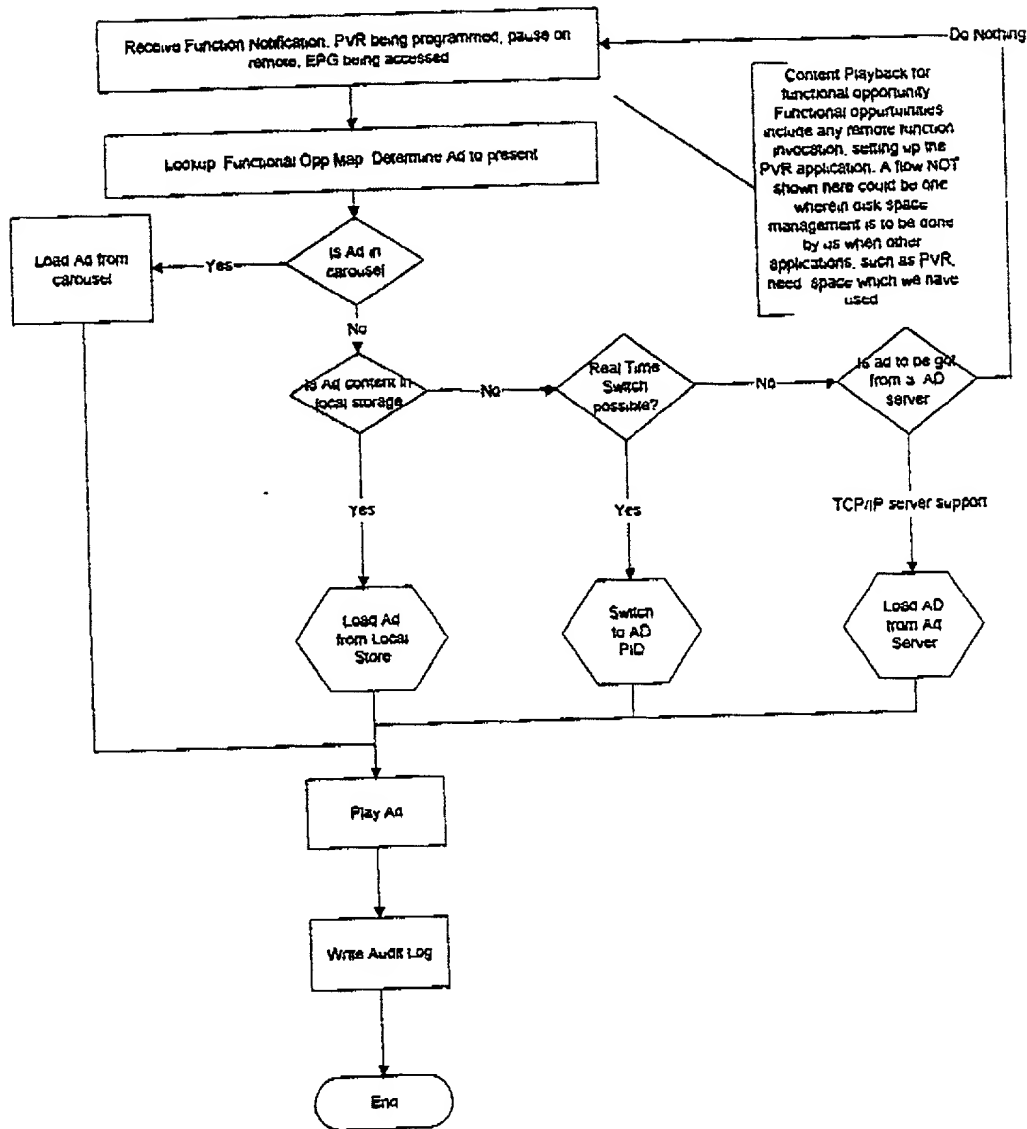 Receive Function Notification, PVR being programmed, pause on
remote, EPG being accessed
Do Nothing
Content Playback for
functional opportunity
Functional oppurtuinities
include any remote function
invocation, setting up the
PVR application. A flow NOT
shown here could be one
wherein disk space
management is to be done
by us when other
applications, such as PVR,
need space which we have
used
Lookup Functional Opp Map Determine Ad to present
Load Ad from
carousel
Yes
Is Ad in
carousel
No
Is Ad content in
local storage
No
Real Time
Switch
possible?
No
Is ad to be got
from a AD
server
Yes
Yes
TCP/IP server support
Load Ad
from Local
Store
Switch
to AD
PID
Load AD
from Ad
Server
Play Ad
Write Audit Log
End